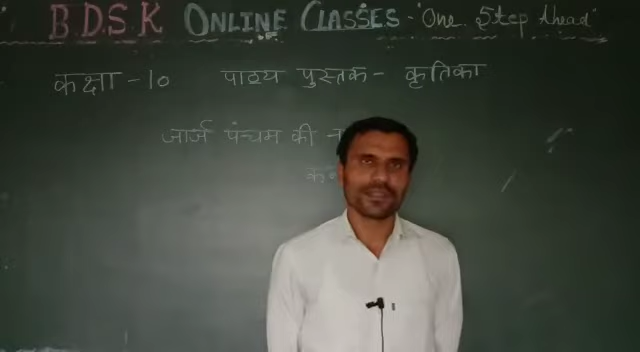 B.D.S.K ONLINE CLASSES - "One Step Ahead"
कक्षा - 10 पाठ्य पुस्तक - कृतिका
जार्ज पंचम की